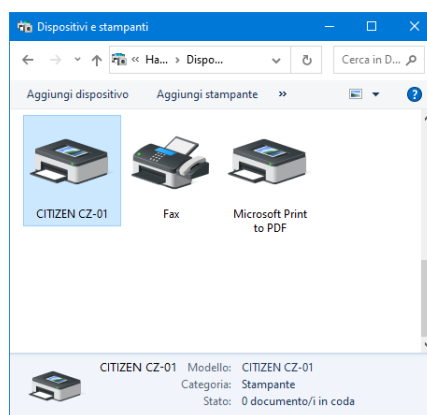 Dispositivi e stampanti
« Ha... › Dispo...
Cerca in D...
Aggiungi dispositivo Aggiungi stampante »
CITIZEN CZ-01
Fax
Microsoft Print
to PDF
CITIZEN CZ-01 Modello: CITIZEN CZ-01
Categoria: Stampante
Stato: 0 documento/i in coda